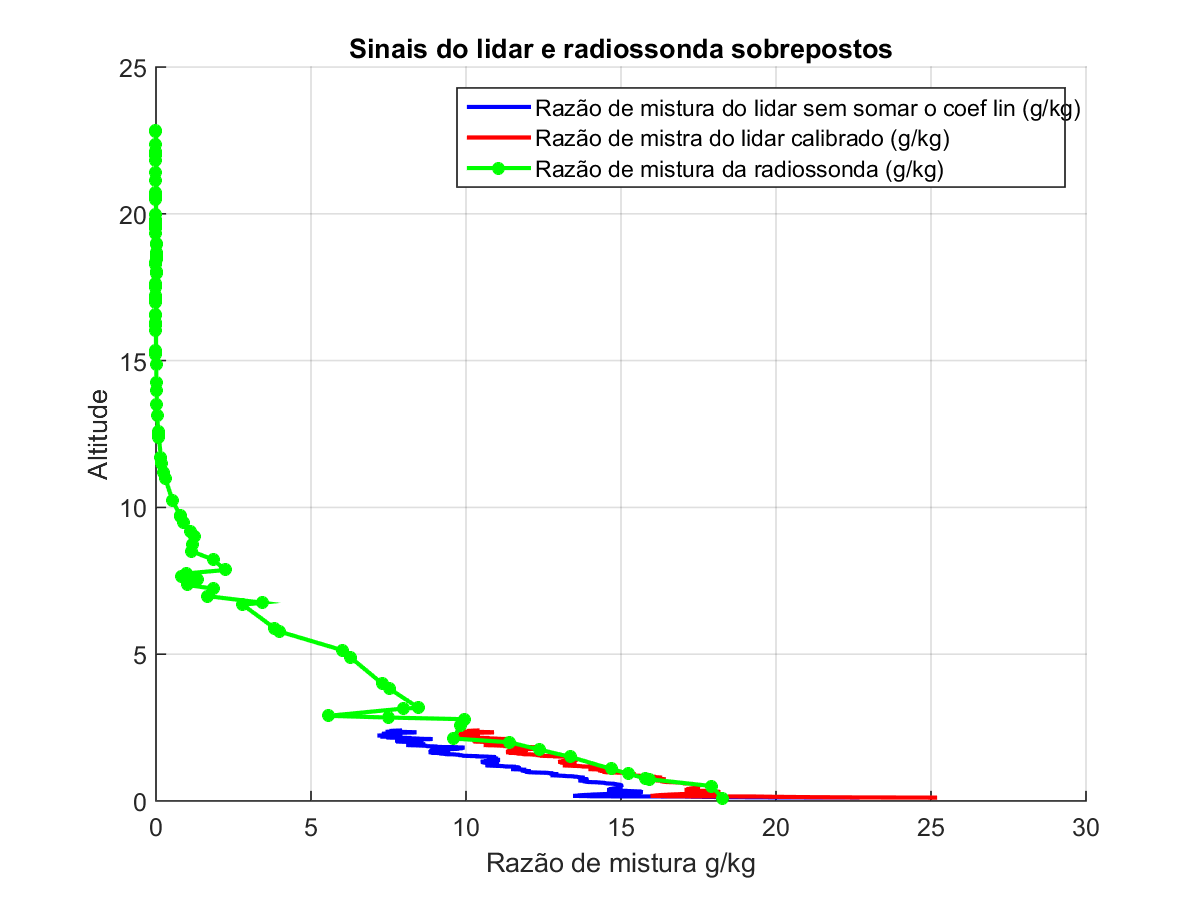 Sinais do lidar e radiossonda sobrepostos
25
Razão de mistura do lidar sem somar o coef lin (g/kg)
Razão de mistra do lidar calibrado (g/kg)
Razão de mistura da radiossonda (g/kg)
20
15
Altitude
10
5
0
0 5 10 15 20 25 30
Razão de mistura g/kg